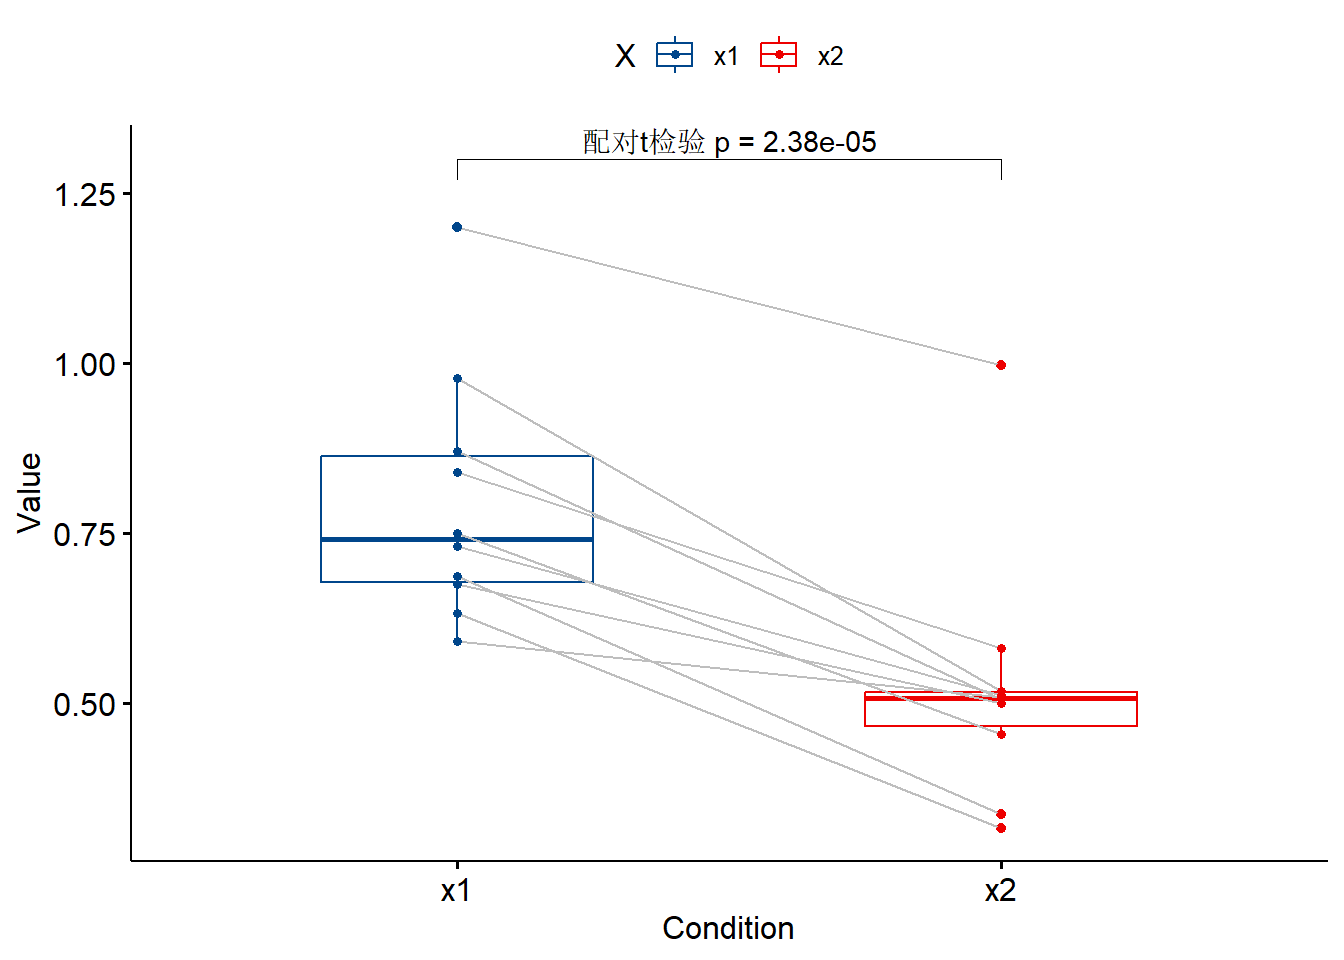 X x1 x2
配对t检验 p = 2.38e-05
1.25
1.00
0.75
0.50
Value
x1 x2
Condition